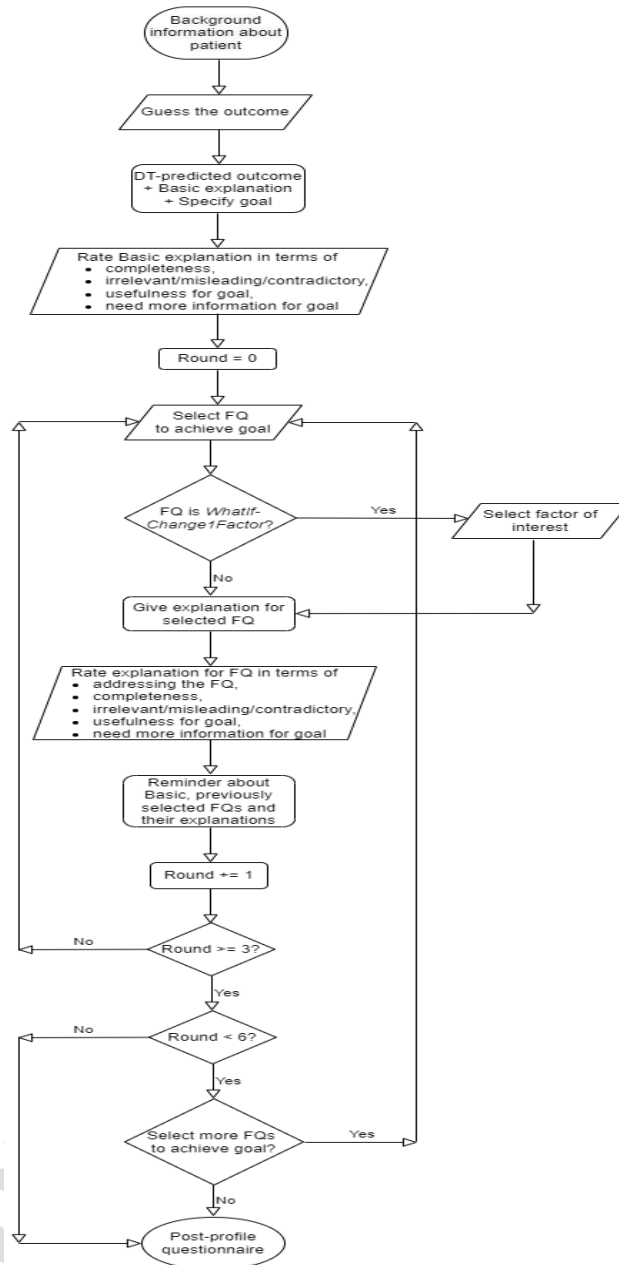 Background
information about
patient
Guess the outcome
DT-predicted outcome
+ Basic explanation
+ Specify goal
Rate Basic explanation in terms of
• completeness,
• irrelevant/misleading/contradictory,
• usefulness for goal,
• need more information for goal
Round = 0
Select FQ
to achieve goal
FQ is WhatIf-
Change1Factor?
Yes
Select factor of
interest
No
Give explanation for
selected FQ
Rate explanation for FQ in terms of
• addressing the FQ,
• completeness,
• irrelevant/misleading/contradictory,
• usefulness for goal,
• need more information for goal
Reminder about
Basic, previously
selected FQs and
their explanations
Round += 1
No
Round >= 3?
Yes
No
Round < 6?
Yes
Select more FQs
to achieve goal?
Yes
No
Post-profile
questionnaire